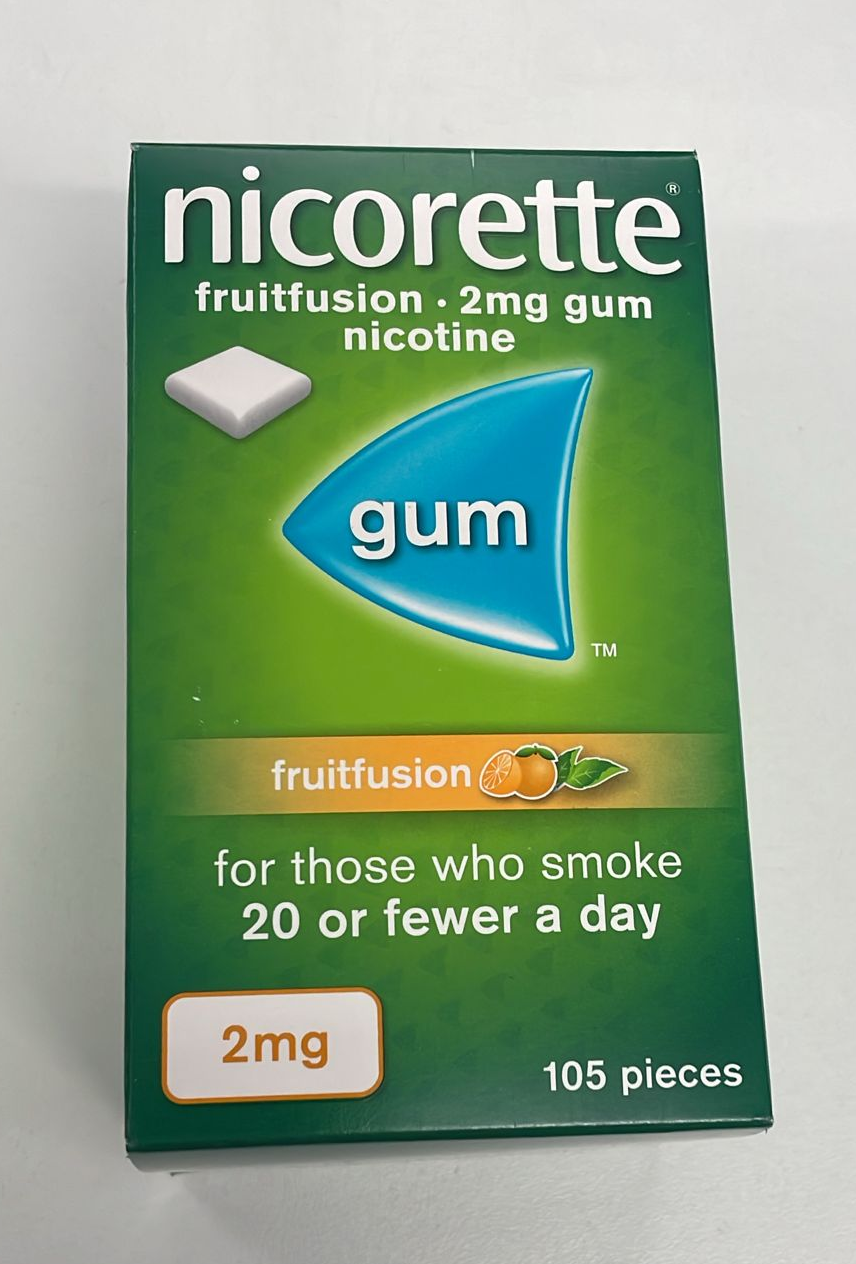 nicorette®
fruitfusion · 2mg gum
nicotine
gum
TM
fruitfusion
for those who smoke
20 or fewer a day
2mg
105 pieces